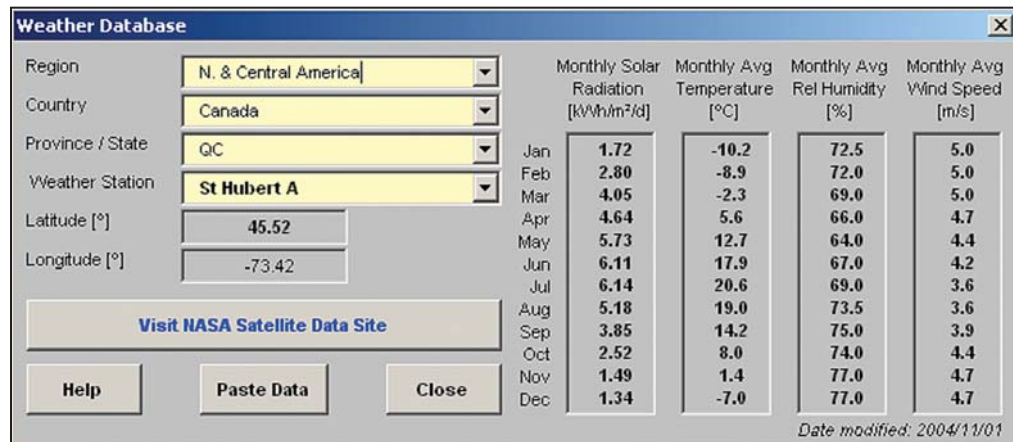 Weather Database
Region N. & Central America
Country Canada
Province / State QC
Weather Station St Hubert A
Latitude [°] 45.52
Longitude [°] -73.42
Visit NASA Satellite Data Site
Help Paste Data Close
Monthly Solar Monthly Avg Monthly Avg Monthly Avg
Radiation Temperature Rel Humidity Wind Speed
[kWh/m²/d] [°C] [%] [m/s]
Jan 1.72 -10.2 72.5 5.0
Feb 2.80 -8.9 72.0 5.0
Mar 4.05 -2.3 69.0 5.0
Apr 4.64 5.6 66.0 4.7
May 5.73 12.7 64.0 4.4
Jun 6.11 17.9 67.0 4.2
Jul 6.14 20.6 69.0 3.6
Aug 5.18 19.0 73.5 3.6
Sep 3.85 14.2 75.0 3.9
Oct 2.52 8.0 74.0 4.4
Nov 1.49 1.4 77.0 4.7
Dec 1.34 -7.0 77.0 4.7
Date modified: 2004/11/01